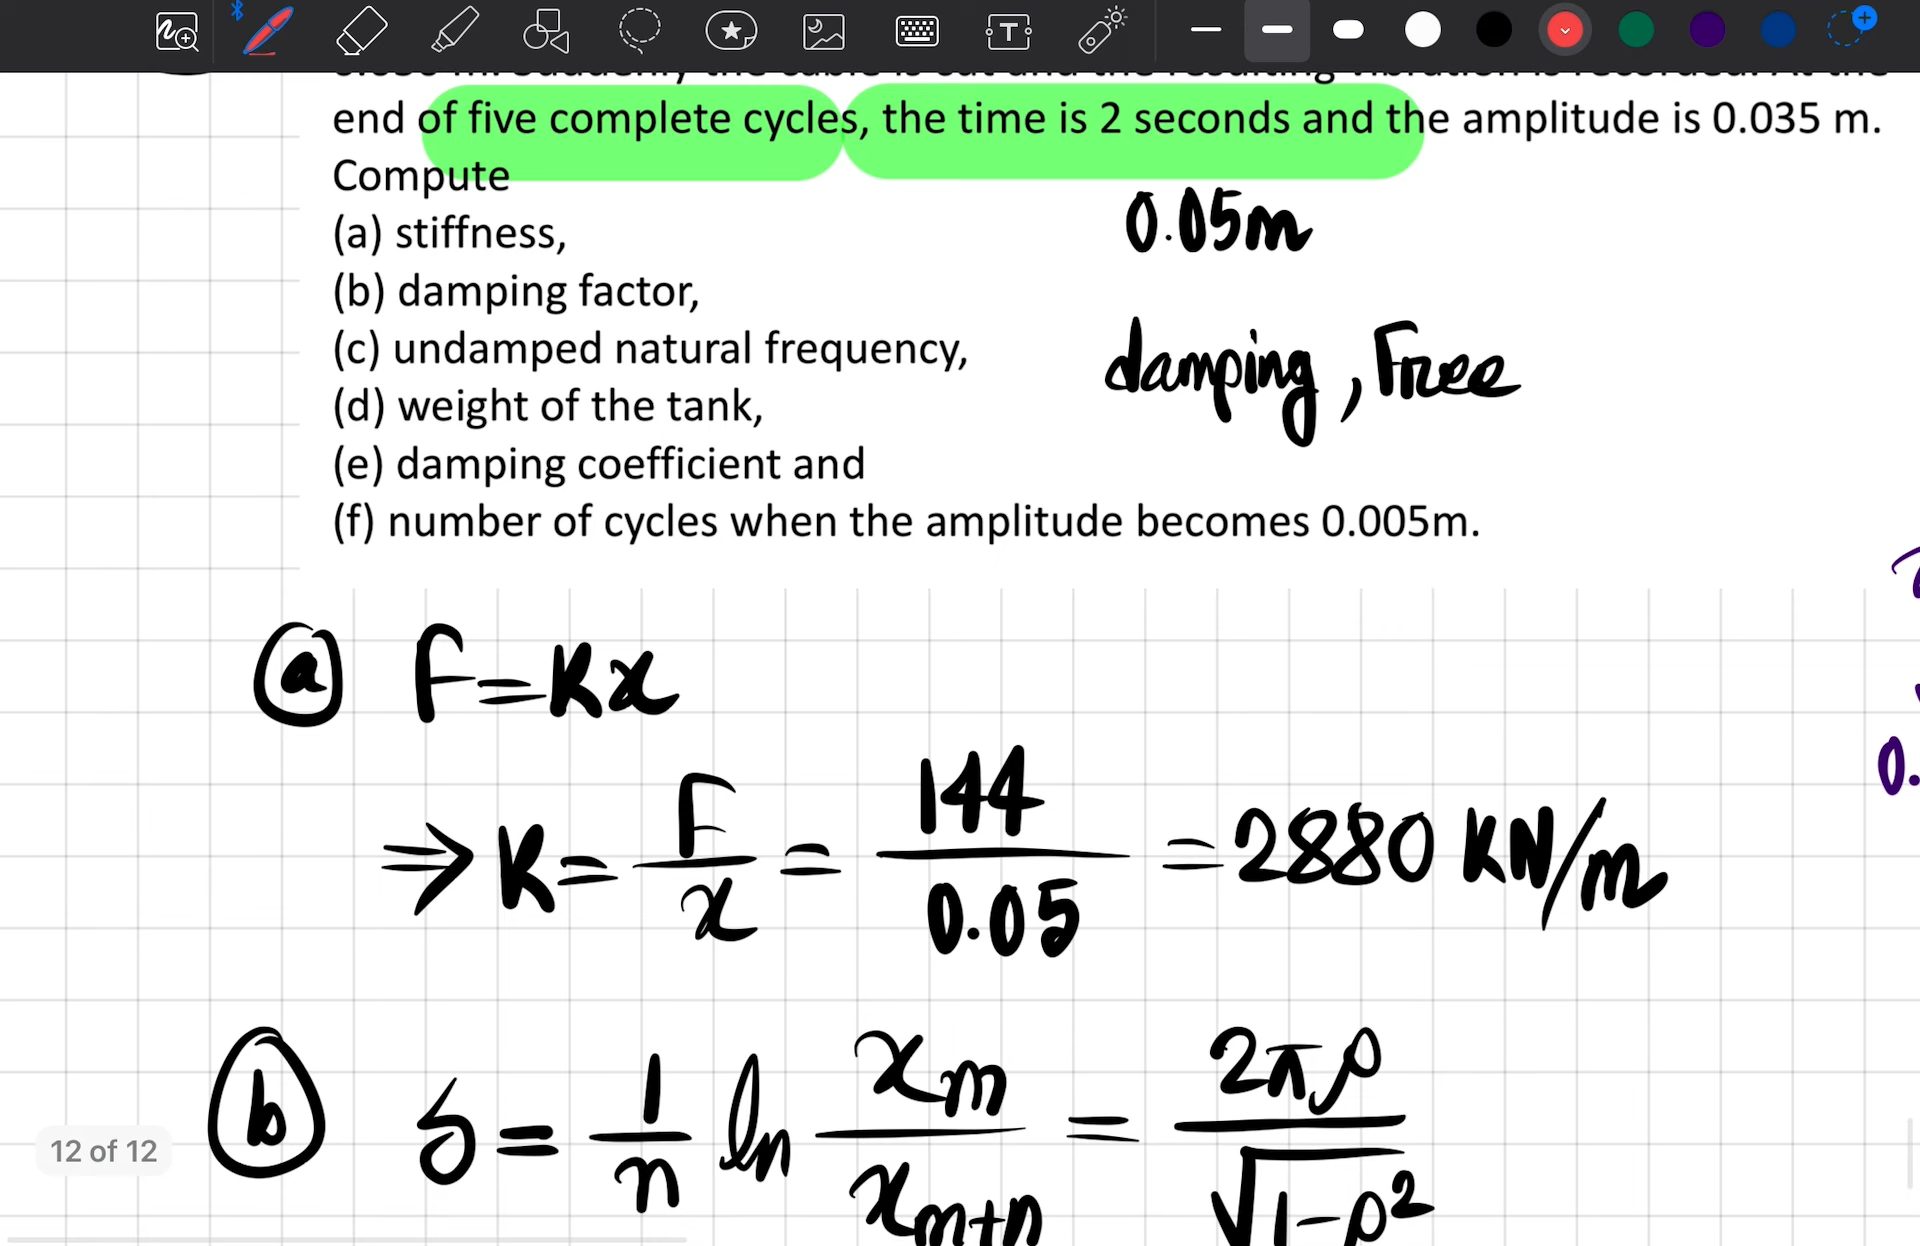 end of five complete cycles, the time is 2 seconds and the amplitude is 0.035 m.
Compute
(a) stiffness,
0.05m
(b) damping factor,
(c) undamped natural frequency,
damping, Free
(d) weight of the tank,
(e) damping coefficient and
(f) number of cycles when the amplitude becomes 0.005m.
(a) F=Kx
0.
⇒ K = F/x = 144/0.05 = 2880 KN/m
(b) δ = 1/n ln xm/xm+n = 2πρ/√1-ρ²
12 of 12